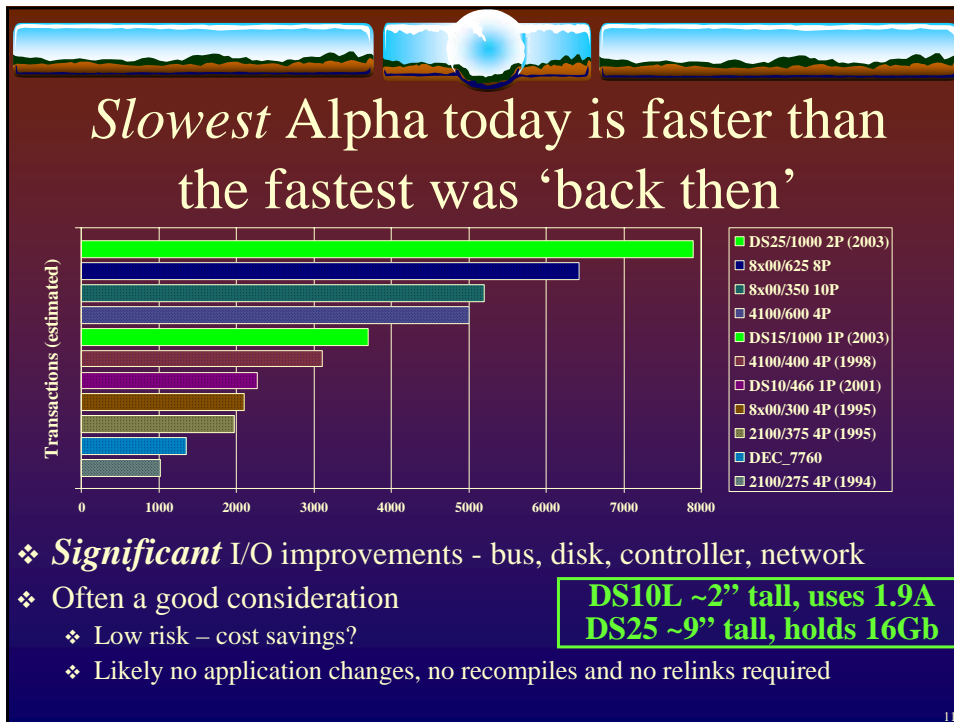 Slowest Alpha today is faster than
the fastest was ‘back then’
Transactions (estimated)
0 1000 2000 3000 4000 5000 6000 7000 8000
DS25/1000 2P (2003)
8x00/625 8P
8x00/350 10P
4100/600 4P
DS15/1000 1P (2003)
4100/400 4P (1998)
DS10/466 1P (2001)
8x00/300 4P (1995)
2100/375 4P (1995)
DEC_7760
2100/275 4P (1994)
❖ Significant I/O improvements - bus, disk, controller, network
❖ Often a good consideration
❖ Low risk – cost savings?
❖ Likely no application changes, no recompiles and no relinks required
DS10L ~2” tall, uses 1.9A
DS25 ~9” tall, holds 16Gb
11